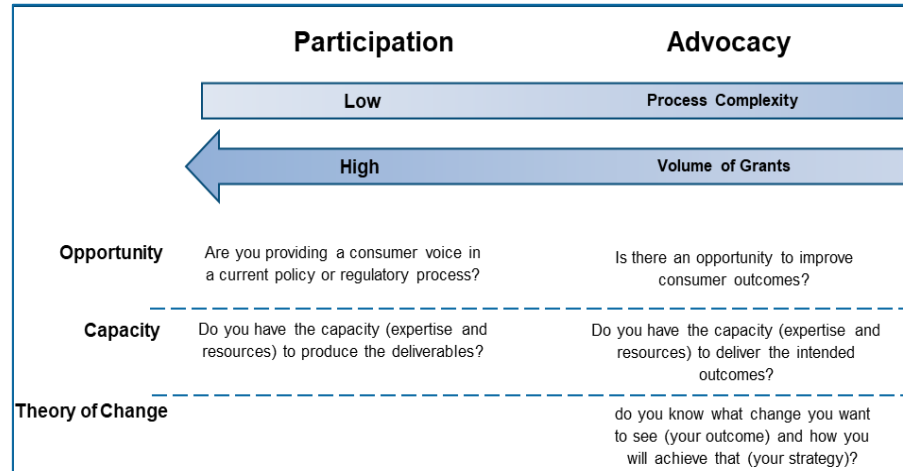 Participation Advocacy
Low Process Complexity
High Volume of Grants
Opportunity
Are you providing a consumer voice in
a current policy or regulatory process?
Is there an opportunity to improve
consumer outcomes?
Capacity
Do you have the capacity (expertise and
resources) to produce the deliverables?
Do you have the capacity (expertise and
resources) to deliver the intended
outcomes?
Theory of Change
do you know what change you want
to see (your outcome) and how you
will achieve that (your strategy)?